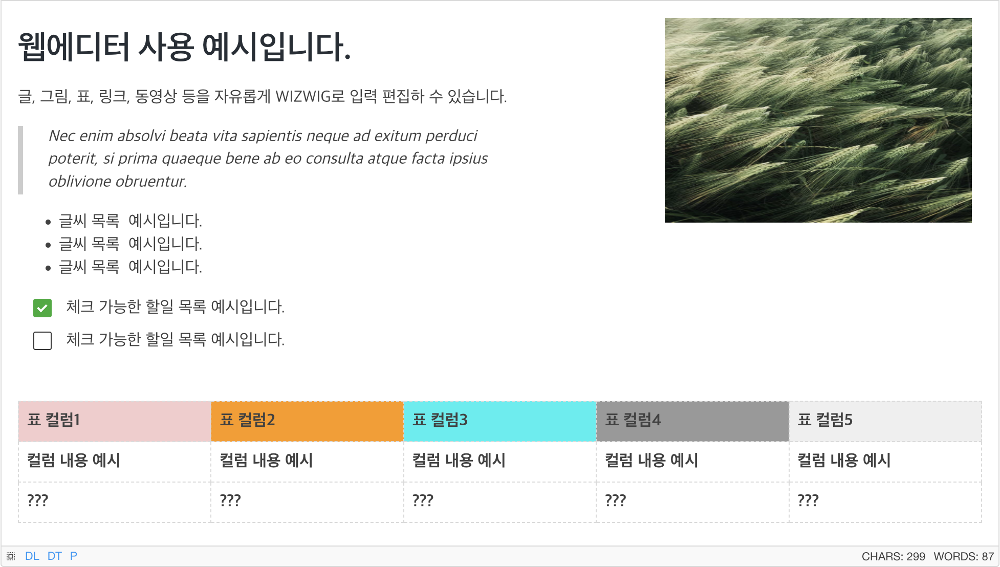 웹에디터 사용 예시입니다.
글, 그림, 표, 링크, 동영상 등을 자유롭게 WIZWIG로 입력 편집하 수 있습니다.
Nec enim absolvi beata vita sapientis neque ad exitum perduci
poterit, si prima quaeque bene ab eo consulta atque facta ipsius
oblivione obruentur.
글씨 목록  예시입니다.
글씨 목록  예시입니다.
글씨 목록  예시입니다.
체크 가능한 할일 목록 예시입니다.
체크 가능한 할일 목록 예시입니다.
표 컬럼1 표 컬럼2 표 컬럼3 표 컬럼4 표 컬럼5
컬럼 내용 예시 컬럼 내용 예시 컬럼 내용 예시 컬럼 내용 예시 컬럼 내용 예시
??? ??? ??? ??? ???
DL DT P CHARS: 299 WORDS: 87